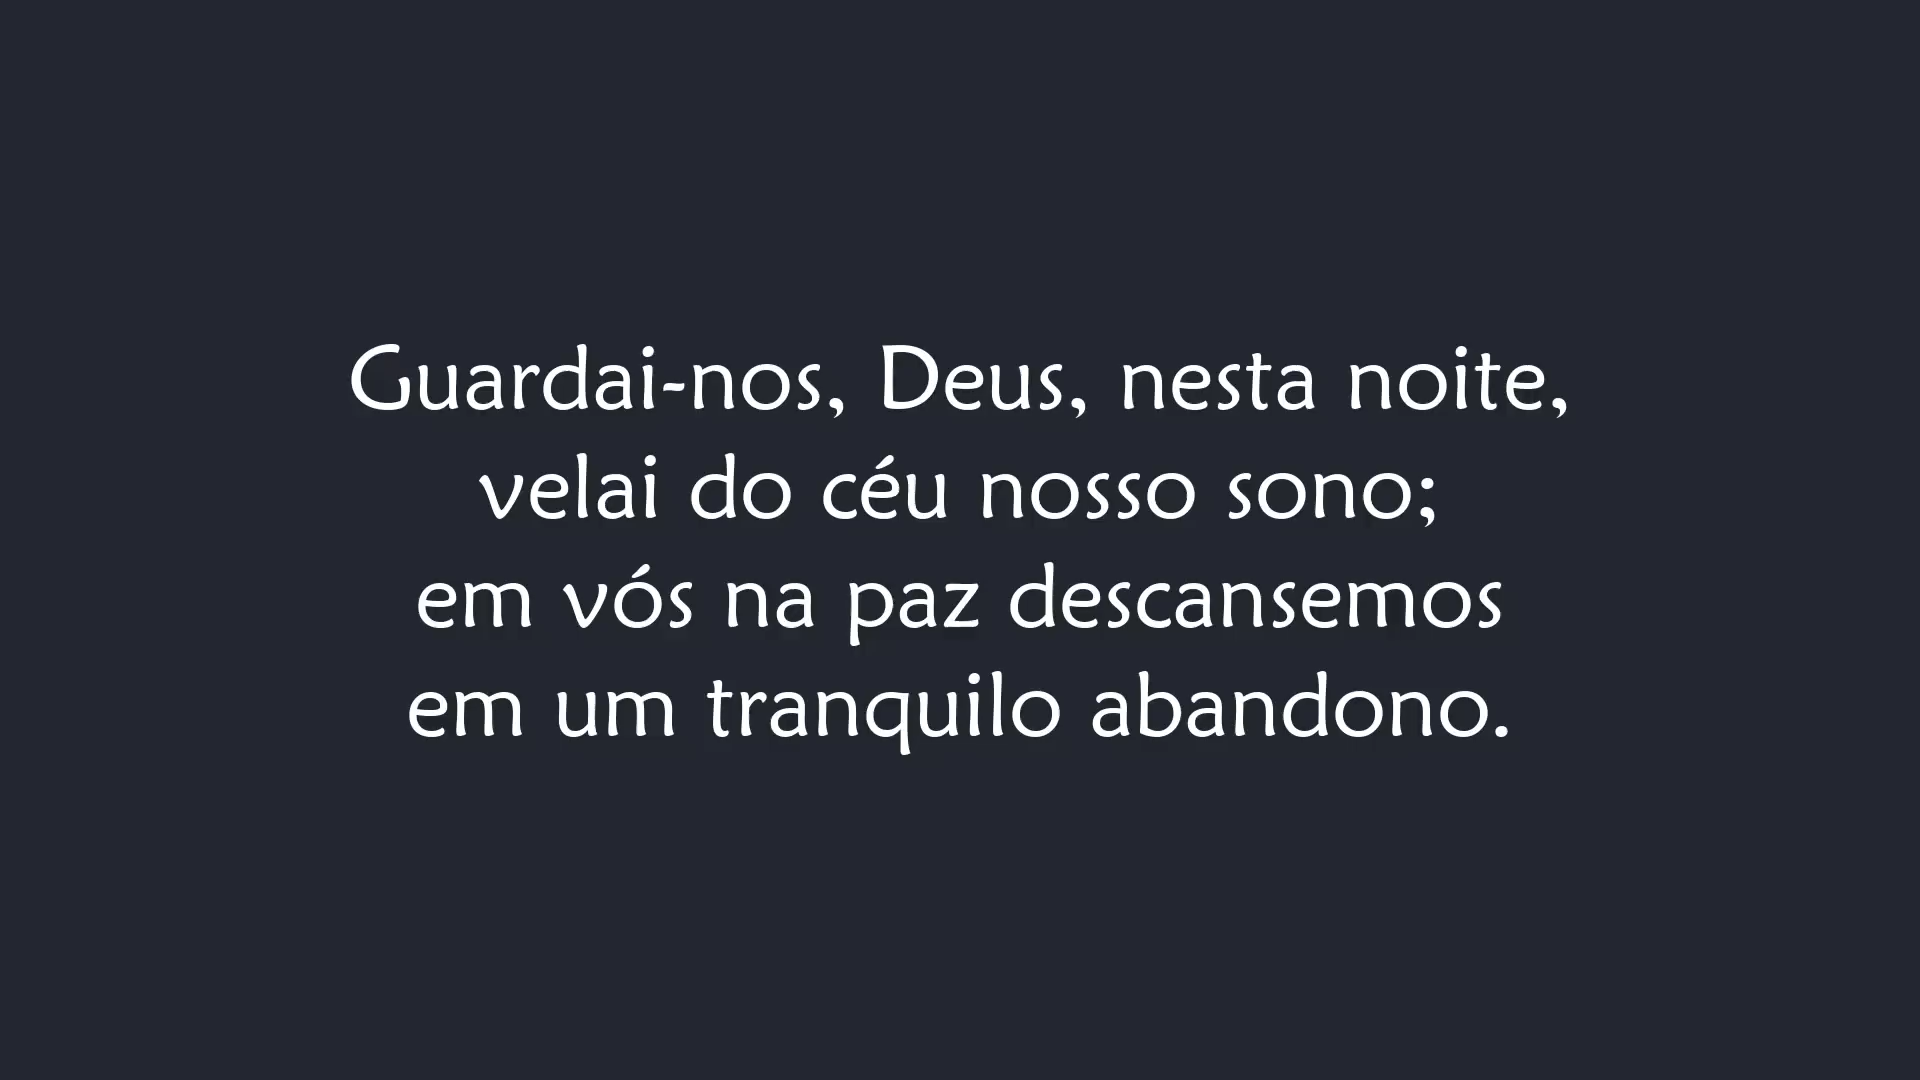 Guardai-nos, Deus, nesta noite,
velai do céu nosso sono;
em vós na paz descansemos
em um tranquilo abandono.